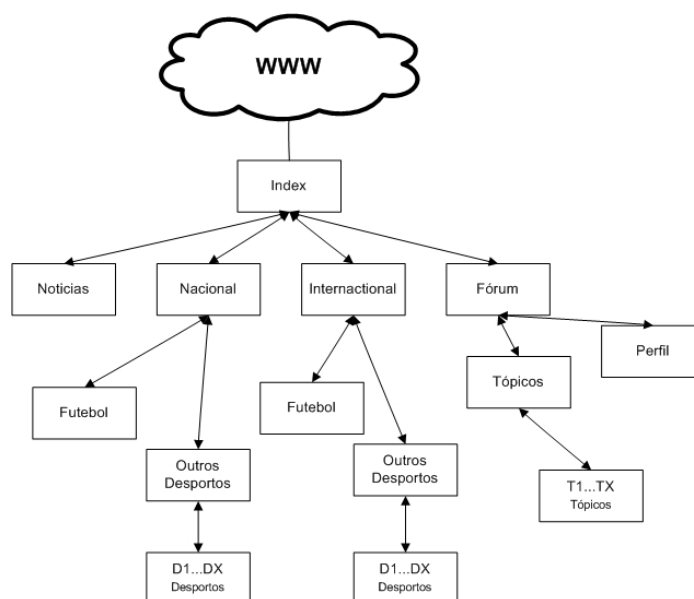 WWW
Index
Noticias
Nacional
Internactional
Fórum
Perfil
Tópicos
Futebol
Futebol
Outros
Desportos
Outros
Desportos
T1...TX
Tópicos
D1...DX
Desportos
D1...DX
Desportos